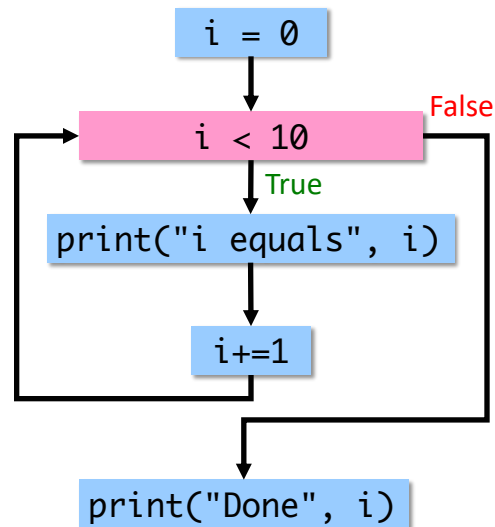 i = 0
False
i < 10
True
print("i equals", i)
i+=1
print("Done", i)